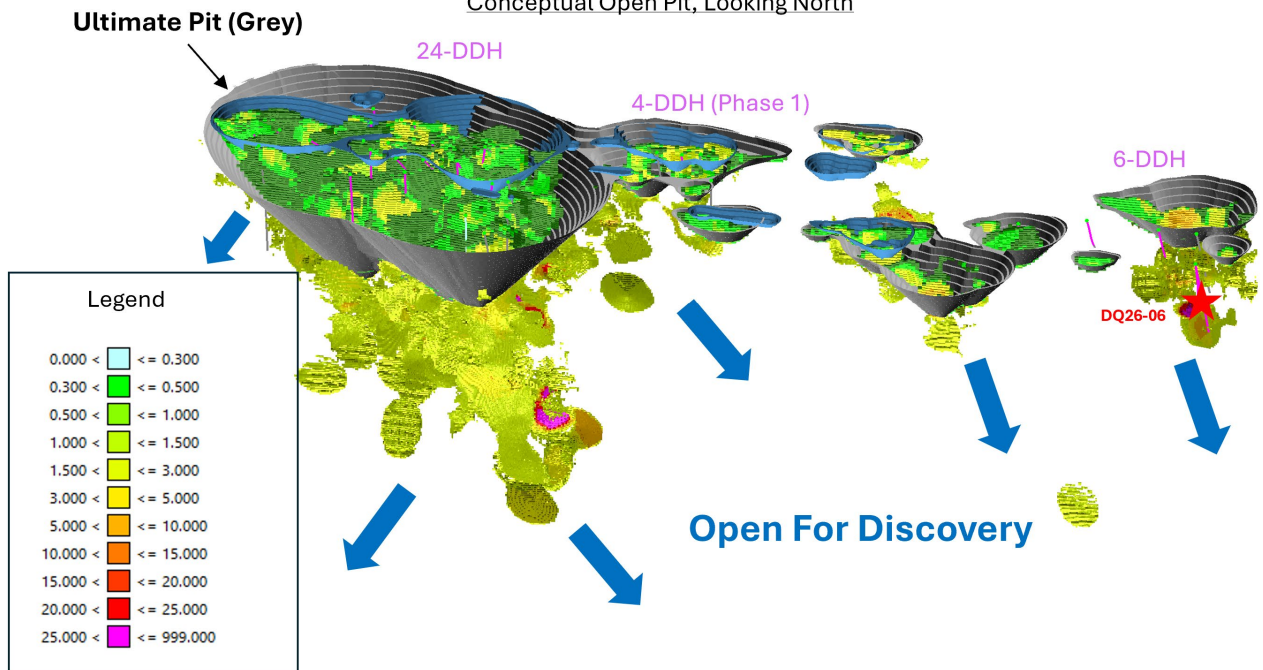 Conceptual Open Pit, Looking North
Ultimate Pit (Grey)
24-DDH
4-DDH (Phase 1)
6-DDH
DQ26-06
Open For Discovery
Legend
0.000 < <= 0.300
0.300 < <= 0.500
0.500 < <= 1.000
1.000 < <= 1.500
1.500 < <= 3.000
3.000 < <= 5.000
5.000 < <= 10.000
10.000 < <= 15.000
15.000 < <= 20.000
20.000 < <= 25.000
25.000 < <= 999.000